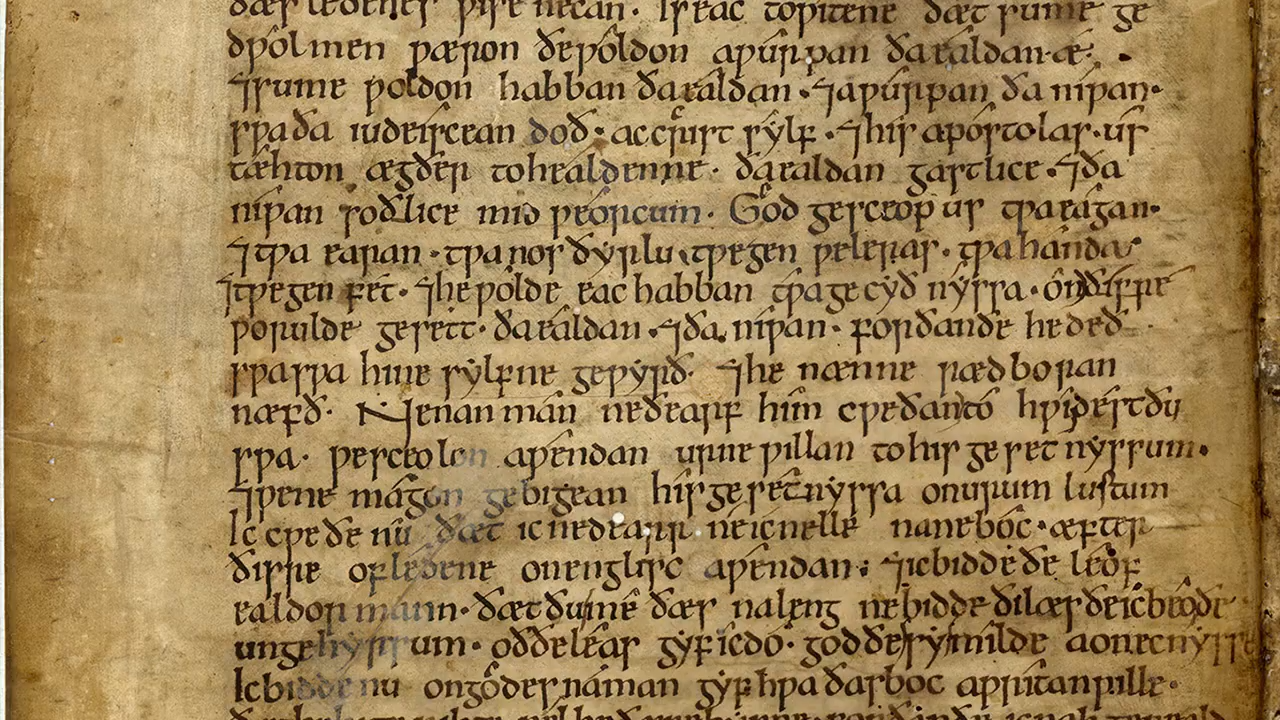 ðæs ledenes ƿise
ðƿolmen ƿæron ðe ƿoldon aƿurpan ða ealdan æ·
⁊sume ƿoldon habban ða ealdan·⁊aƿurpan ða niƿan·
sƿa ða iudeiscean doð· ac crist sylf·⁊his apostolas·us
tæhton ægðer to healdenne· ða ealdan gastlice·⁊ða
niƿan soðlice mid ƿeorcum· God gesceop us tƿa eagan·
⁊tƿa earan·tƿa nosðyrlu·tƿegen ƿeleras·tƿa handa
⁊tƿegen fet·⁊he ƿolde eac habban tƿa gecyðnyssa·on ðissre
ƿorulde gesett·ða ealdan·⁊ða niƿan·forðan ðe he deð
sƿa sƿa hine sylfne geƿyrð· ⁊he nænne rædboran
næfð· Ne nan man ne ðearf him cƿeðan to hƿi dest ðu
sƿa· ƿe sceolon aƿendan urne ƿillan to his gesetnyssum·
⁊ƿe ne magon gebigean his gesetnyssa on urum lustum
Ic cƿeðe nu ðæt ic ne dearr ne ic nelle nane boc·æfter
ðisre of ledene on englisc aƿendan· ⁊ic bidde ðe leof
ealdorman·ðæt ðu me ðæs na leng ne bidde ði læs ðe ic beo ðe
ungehyrsum·oððe leas gyf ic do·god ðe sy milde a on ecnysse
Ic bidde nu on godes naman gyf hƿa ðas boc aƿritan ƿille·